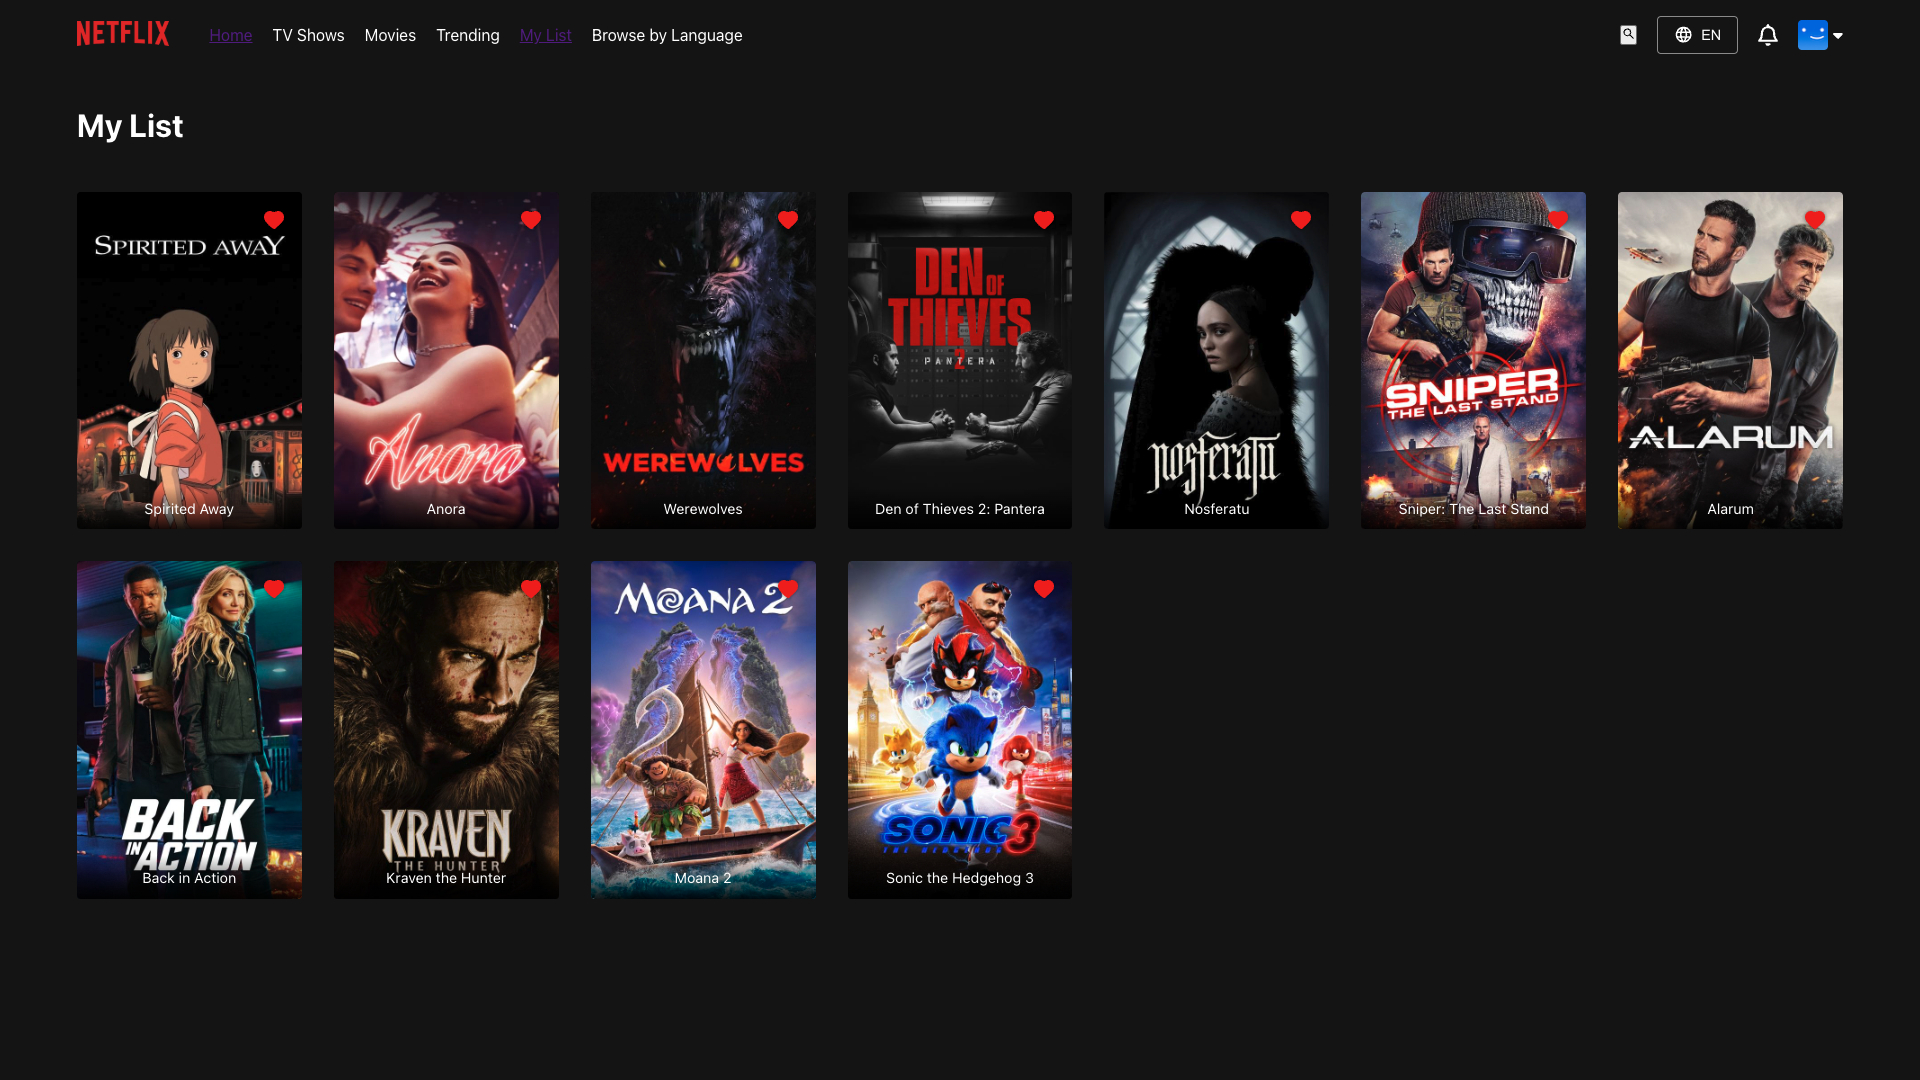 NETFLIX
Home
TV Shows
Movies
Trending
My List
Browse by Language
EN
My List
SPIRITED AWAY
Spirited Away
Anora
Anora
WEREWOLVES
Werewolves
DEN OF
THIEVES
2
PANTERA
Den of Thieves 2: Pantera
nosferatu
Nosferatu
SNIPER
THE LAST STAND
Sniper: The Last Stand
ALARUM
Alarum
BACK
IN ACTION
Back in Action
KRAVEN
THE HUNTER
Kraven the Hunter
MOANA 2
Moana 2
SONIC 3
THE HEDGEHOG
Sonic the Hedgehog 3